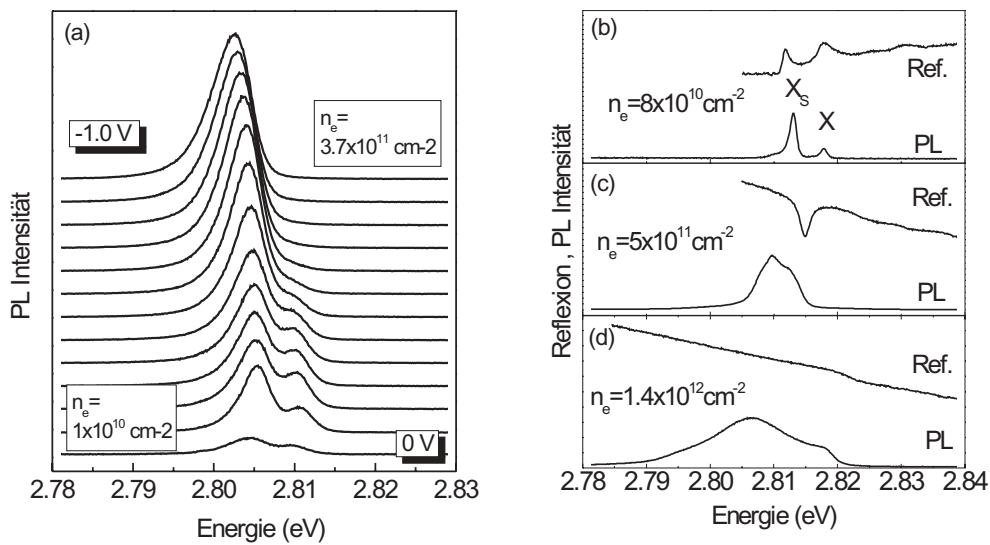 (a)
-1.0 V
n_e=
3.7x10^11 cm-2
n_e=
1x10^10 cm-2
0 V
PL Intensität
2.78 2.79 2.80 2.81 2.82 2.83
Energie (eV)
(b)
Ref.
n_e=8x10^10cm^-2
X_S
X
PL
(c)
Ref.
n_e=5x10^11cm^-2
PL
(d)
Ref.
n_e=1.4x10^12cm^-2
PL
Reflexion , PL Intensität
2.78 2.79 2.80 2.81 2.82 2.83 2.84
Energie (eV)